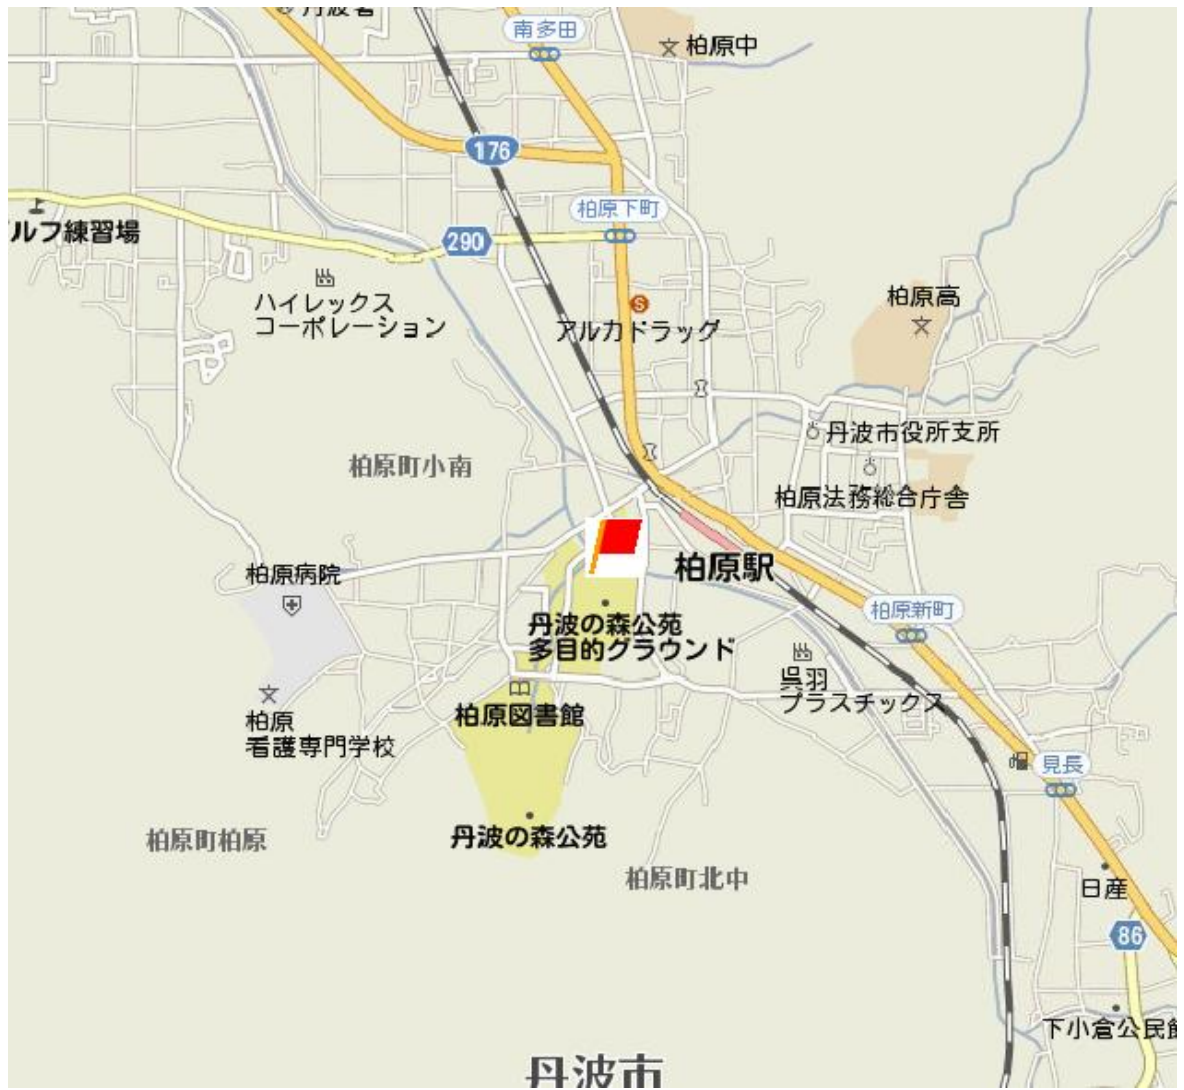 丹波署
南多田
柏原中
176
柏原下町
290
ルフ練習場
ハイレックス
コーポレーション
アルカドラッグ
柏原高
柏原町小南
丹波市役所支所
柏原法務総合庁舎
柏原駅
柏原病院
丹波の森公苑
多目的グラウンド
柏原新町
呉羽
プラスチックス
柏原図書館
柏原
看護専門学校
見長
丹波の森公苑
柏原町柏原
柏原町北中
日産
86
下小倉公民館
丹波市